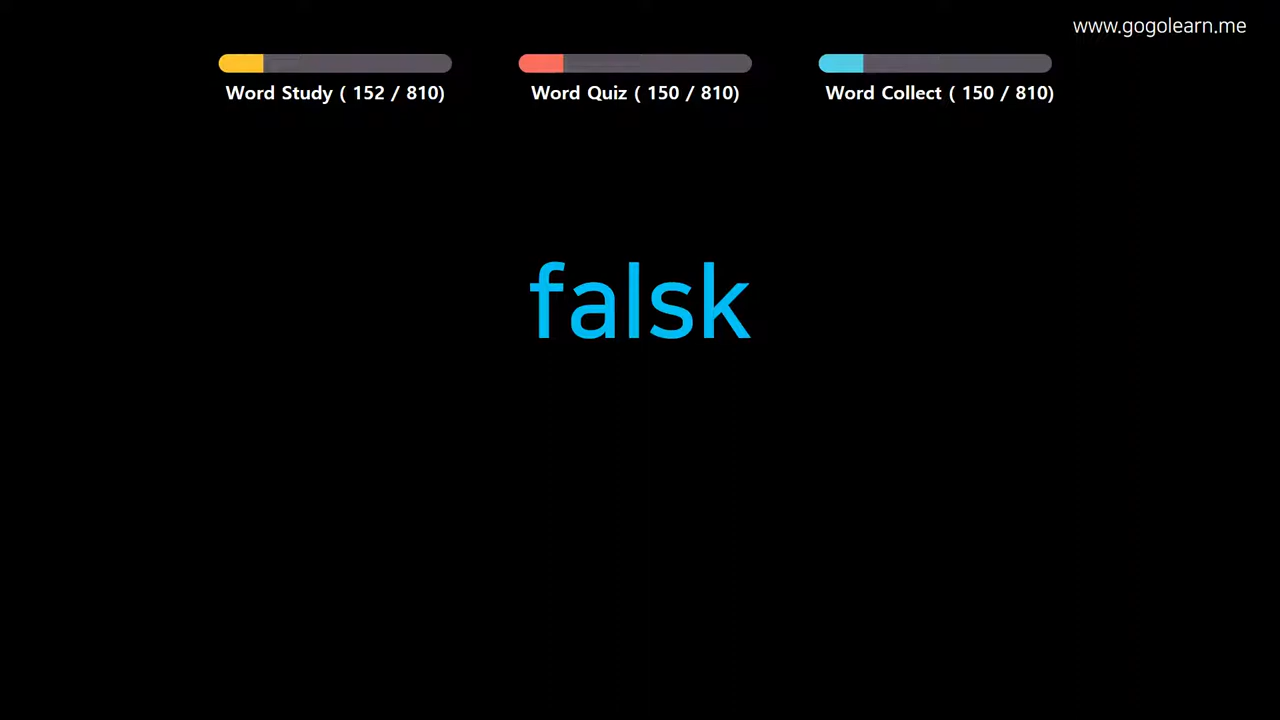 www.gogolearn.me
Word Study ( 152 / 810)
Word Quiz ( 150 / 810)
Word Collect ( 150 / 810)
falsk